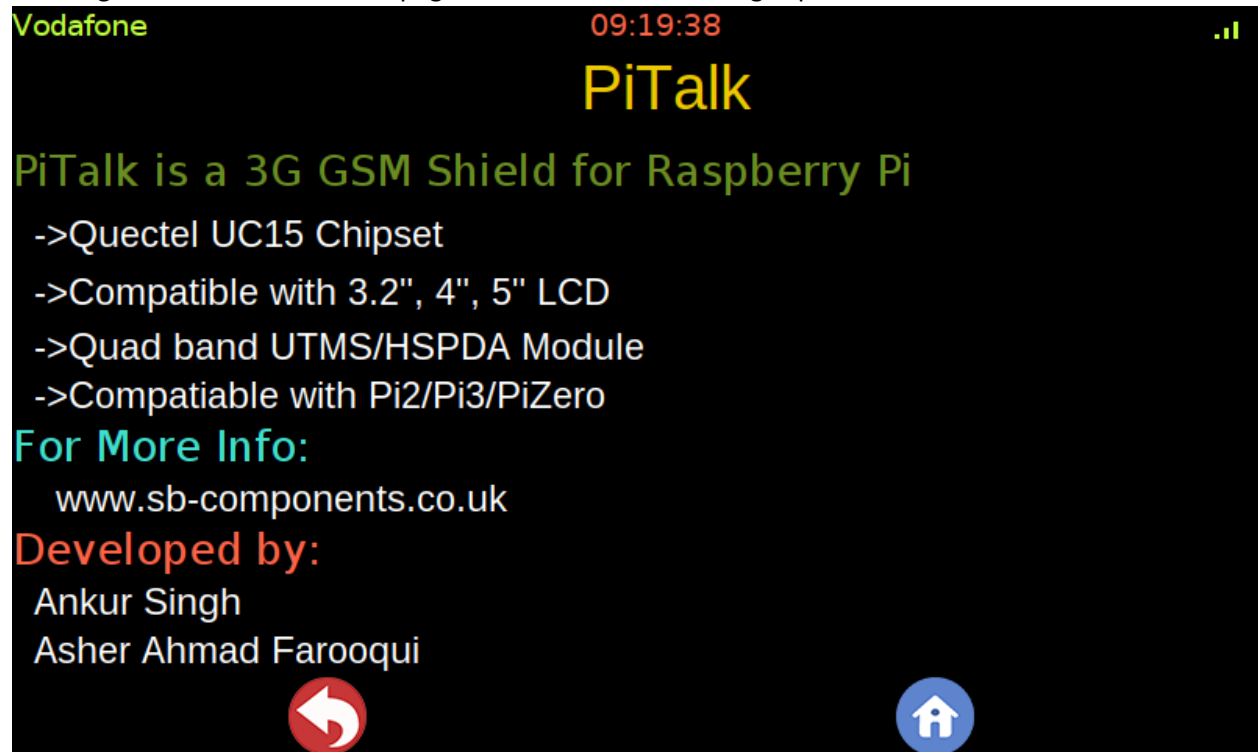 Vodafone 09:19:38
PiTalk
PiTalk is a 3G GSM Shield for Raspberry Pi
->Quectel UC15 Chipset
->Compatible with 3.2", 4", 5" LCD
->Quad band UTMS/HSPDA Module
->Compatiable with Pi2/Pi3/PiZero
For More Info:
www.sb-components.co.uk
Developed by:
Ankur Singh
Asher Ahmad Farooqui